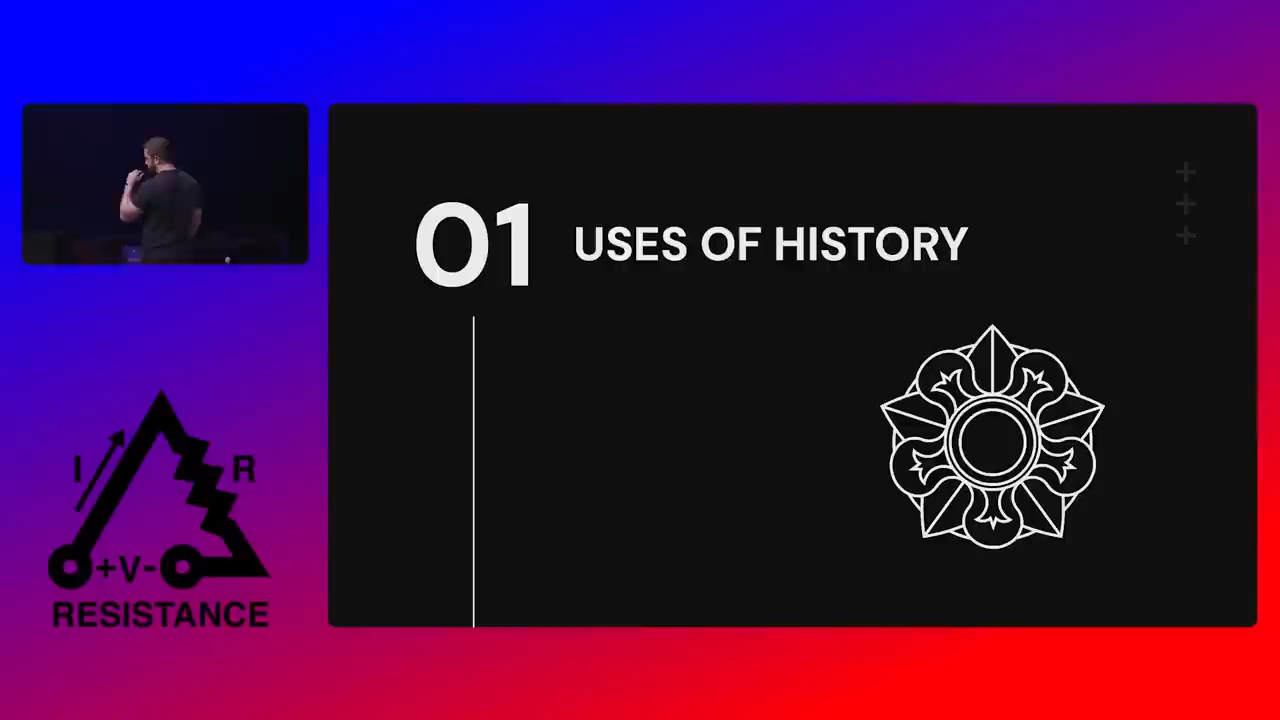 01 USES OF HISTORY
I R
+V-
RESISTANCE